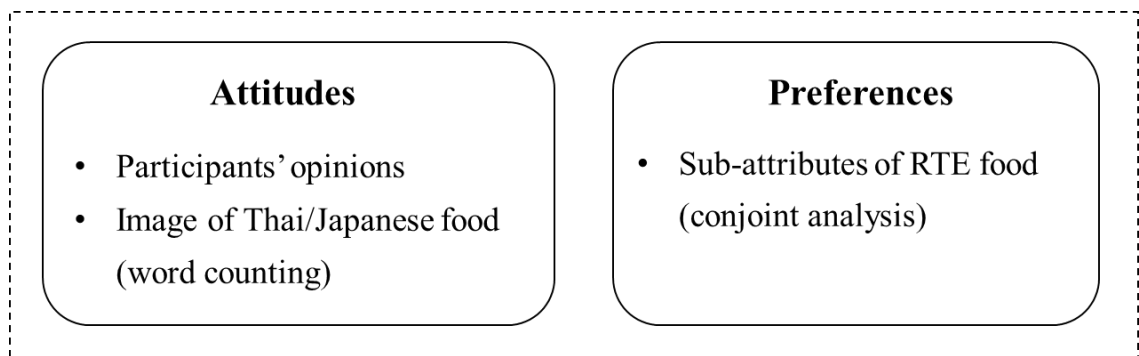 Attitudes
• Participants’ opinions
• Image of Thai/Japanese food
(word counting)
Preferences
• Sub-attributes of RTE food
(conjoint analysis)